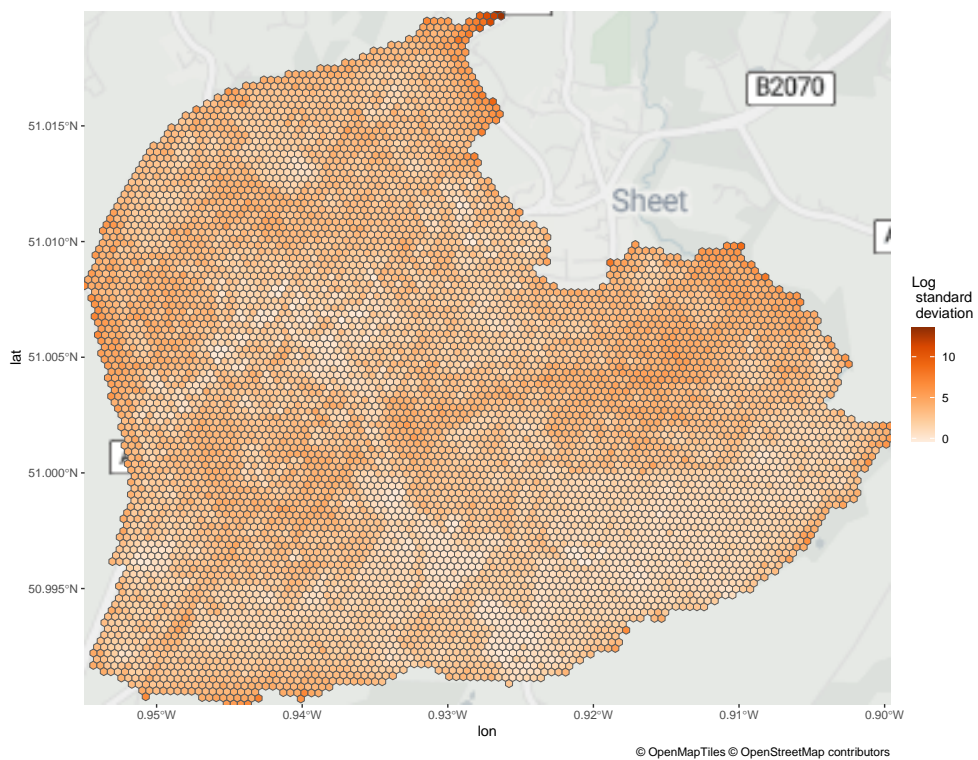 B2070
51.015°N
Sheet
51.010°N
A
Log
standard
deviation
51.005°N
10
5
0
lat
A
51.000°N
50.995°N
0.95°W
0.94°W
0.93°W
0.92°W
0.91°W
0.90°W
lon
© OpenMapTiles © OpenStreetMap contributors